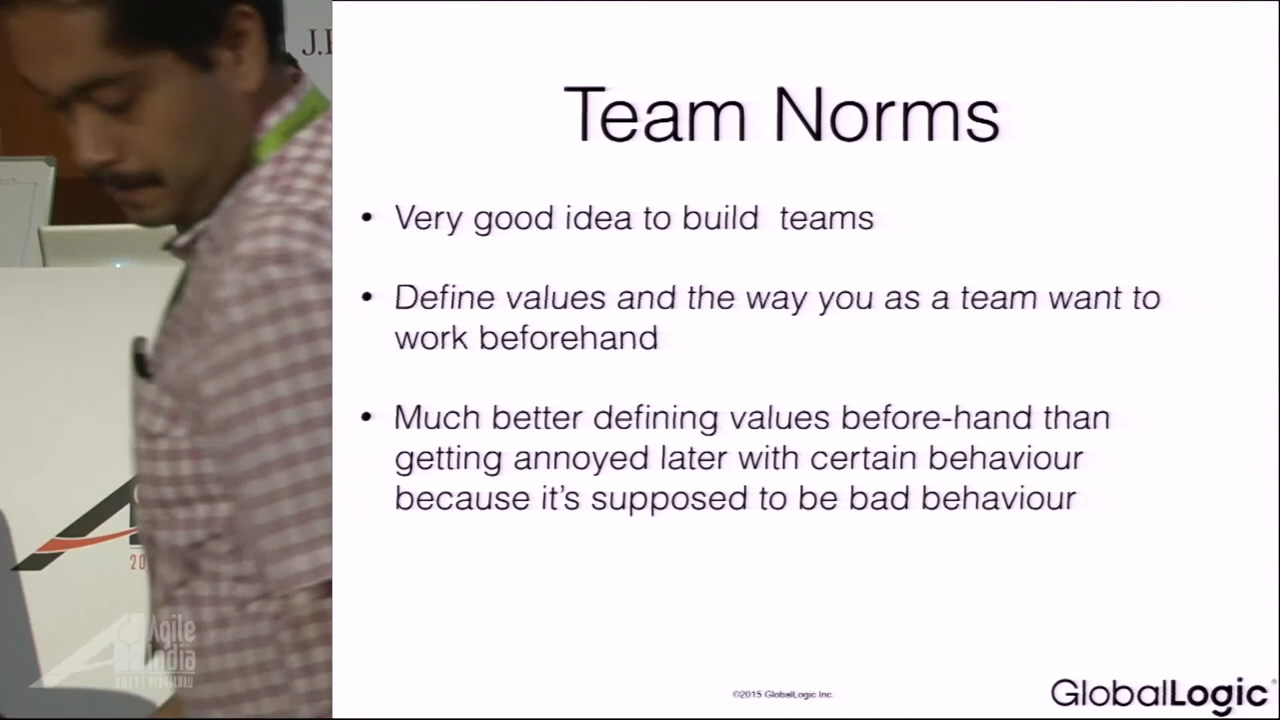 Team Norms
• Very good idea to build  teams
• Define values and the way you as a team want to
work beforehand
• Much better defining values before-hand than
getting annoyed later with certain behaviour
because it's supposed to be bad behaviour
©2015 GlobalLogic Inc.
GlobalLogic®
Agile
India